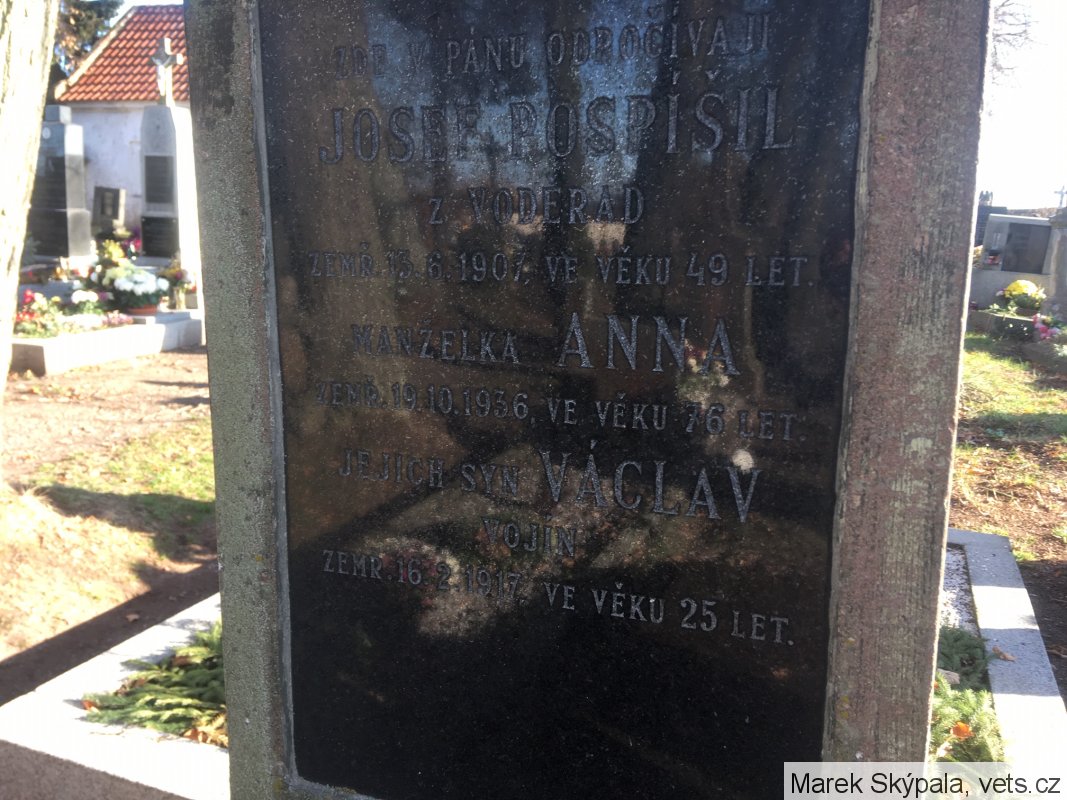 ZDE V PÁNU ODPOČÍVAJÍ
JOSEF POSPÍŠIL
z VODĚRAD
ZEMŘ. 15.6.1907, VE VĚKU 49 LET.
MANŽELKA ANNA
ZEMŘ. 19.10.1936, VE VĚKU 76 LET.
JEJICH SYN VÁCLAV
VOJÍN
ZEMŘ. 16.2.1917, VE VĚKU 25 LET.
Marek Skýpala, vets.cz